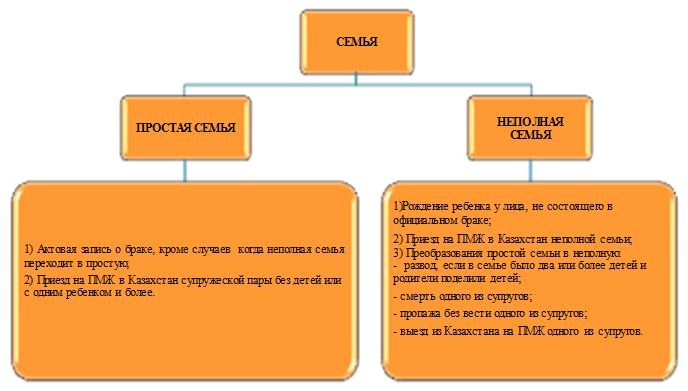 СЕМЬЯ
ПРОСТАЯ СЕМЬЯ
НЕПОЛНАЯ
СЕМЬЯ
1) Актовая запись о браке, кроме случаев когда неполная семья
переходит в простую;
2) Приезд на ПМЖ в Казахстан супружеской пары без детей или
с одним ребенком и более.
1)Рождение ребенка у лица, не состоящего в
официальном браке;
2) Приезд на ПМЖ в Казахстан неполной семьи;
3) Преобразования простой семьи в неполную:
- развод, если в семье было два или более детей и
родители поделили детей;
- смерть одного из супругов;
- пропажа без вести одного из супругов;
- выезд из Казахстана на ПМЖ одного из супругов.